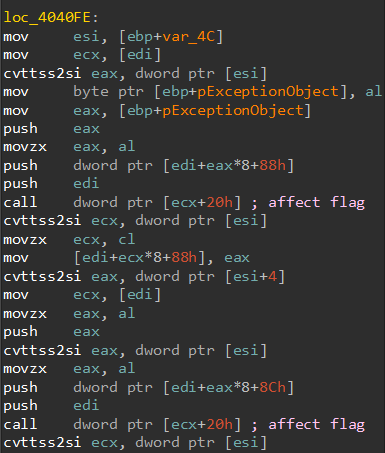 loc_4040FE:
mov     esi, [ebp+var_4C]
mov     ecx, [edi]
cvttss2si eax, dword ptr [esi]
mov     byte ptr [ebp+pExceptionObject], al
mov     eax, [ebp+pExceptionObject]
push    eax
movzx   eax, al
push    dword ptr [edi+eax*8+88h]
push    edi
call    dword ptr [ecx+20h] ; affect flag
cvttss2si ecx, dword ptr [esi]
movzx   ecx, cl
mov     [edi+ecx*8+88h], eax
cvttss2si eax, dword ptr [esi+4]
mov     ecx, [edi]
movzx   eax, al
push    eax
cvttss2si eax, dword ptr [esi]
movzx   eax, al
push    dword ptr [edi+eax*8+8Ch]
push    edi
call    dword ptr [ecx+20h] ; affect flag
cvttss2si ecx, dword ptr [esi]